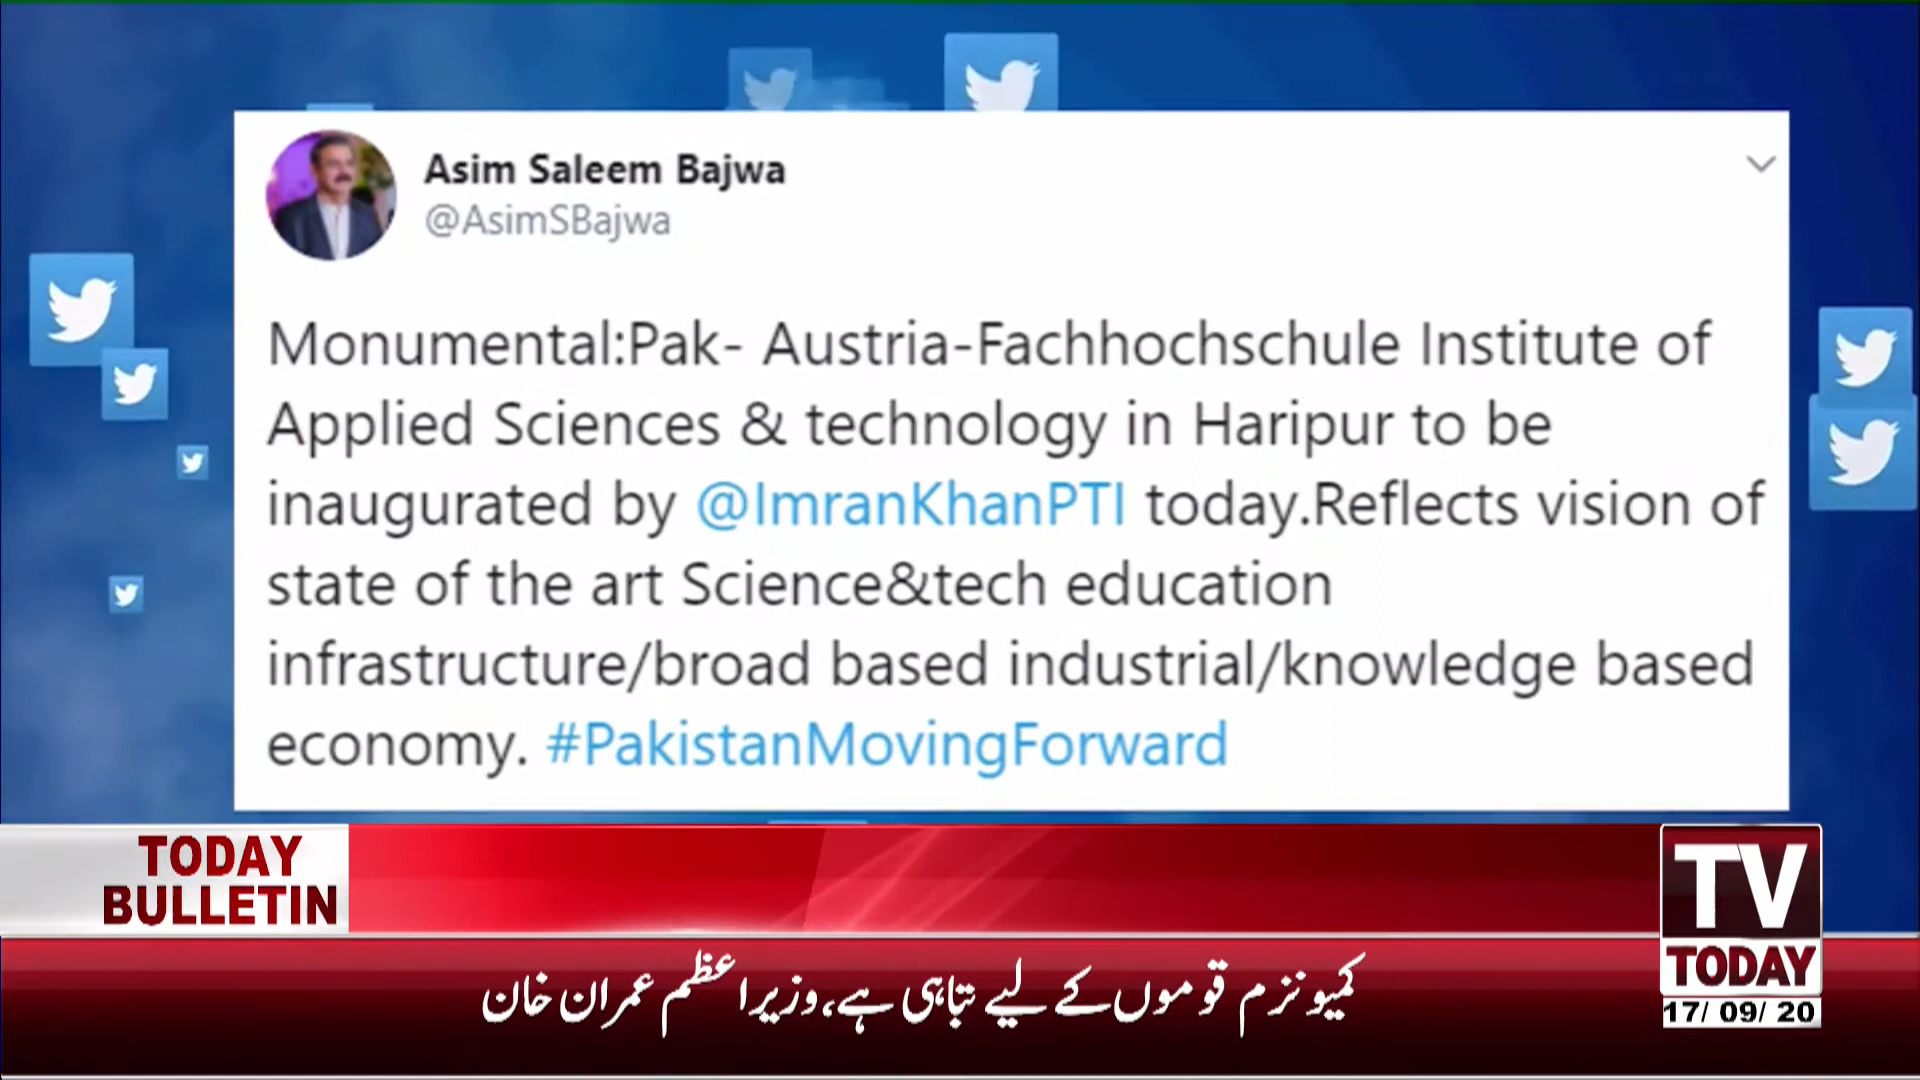 Asim Saleem Bajwa
@AsimSBajwa
Monumental:Pak- Austria-Fachhochschule Institute of
Applied Sciences & technology in Haripur to be
inaugurated by @ImranKhanPTI today.Reflects vision of
state of the art Science&tech education
infrastructure/broad based industrial/knowledge based
economy. #PakistanMovingForward
TODAY
BULLETIN
TV
TODAY
17/ 09/ 20
کمیونزم قوموں کے لیے تباہی ہے،وزیراعظم عمران خان